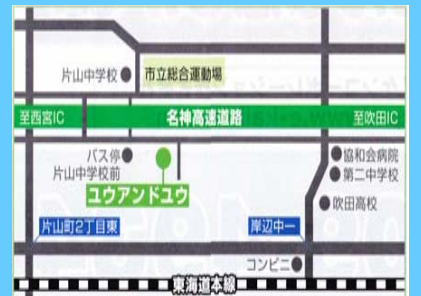 片山中学校
市立総合運動場
至西宮IC
名神高速道路
至吹田IC
バス停
片山中学校前
ユウアンドユウ
協和会病院
第二中学校
吹田高校
片山町2丁目東
岸辺中一
コンビニ
東海道本線